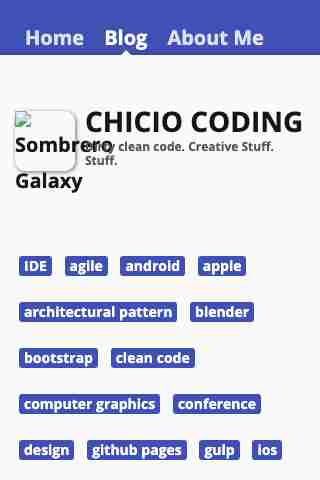 Home Blog About Me
CHICIO CODING
Dirty clean code. Creative Stuff.
Stuff.
Sombrero
Galaxy
IDE agile android apple
architectural pattern blender
bootstrap clean code
computer graphics conference
design github pages gulp ios